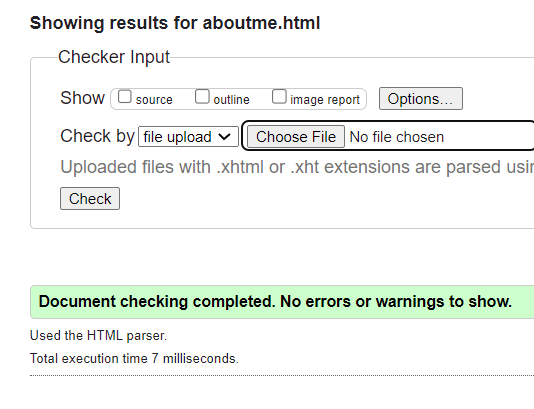 Showing results for aboutme.html
Checker Input
Show source outline image report Options...
Check by file upload Choose File No file chosen
Uploaded files with .xhtml or .xht extensions are parsed
Check
Document checking completed. No errors or warnings to show.
Used the HTML parser.
Total execution time 7 milliseconds.